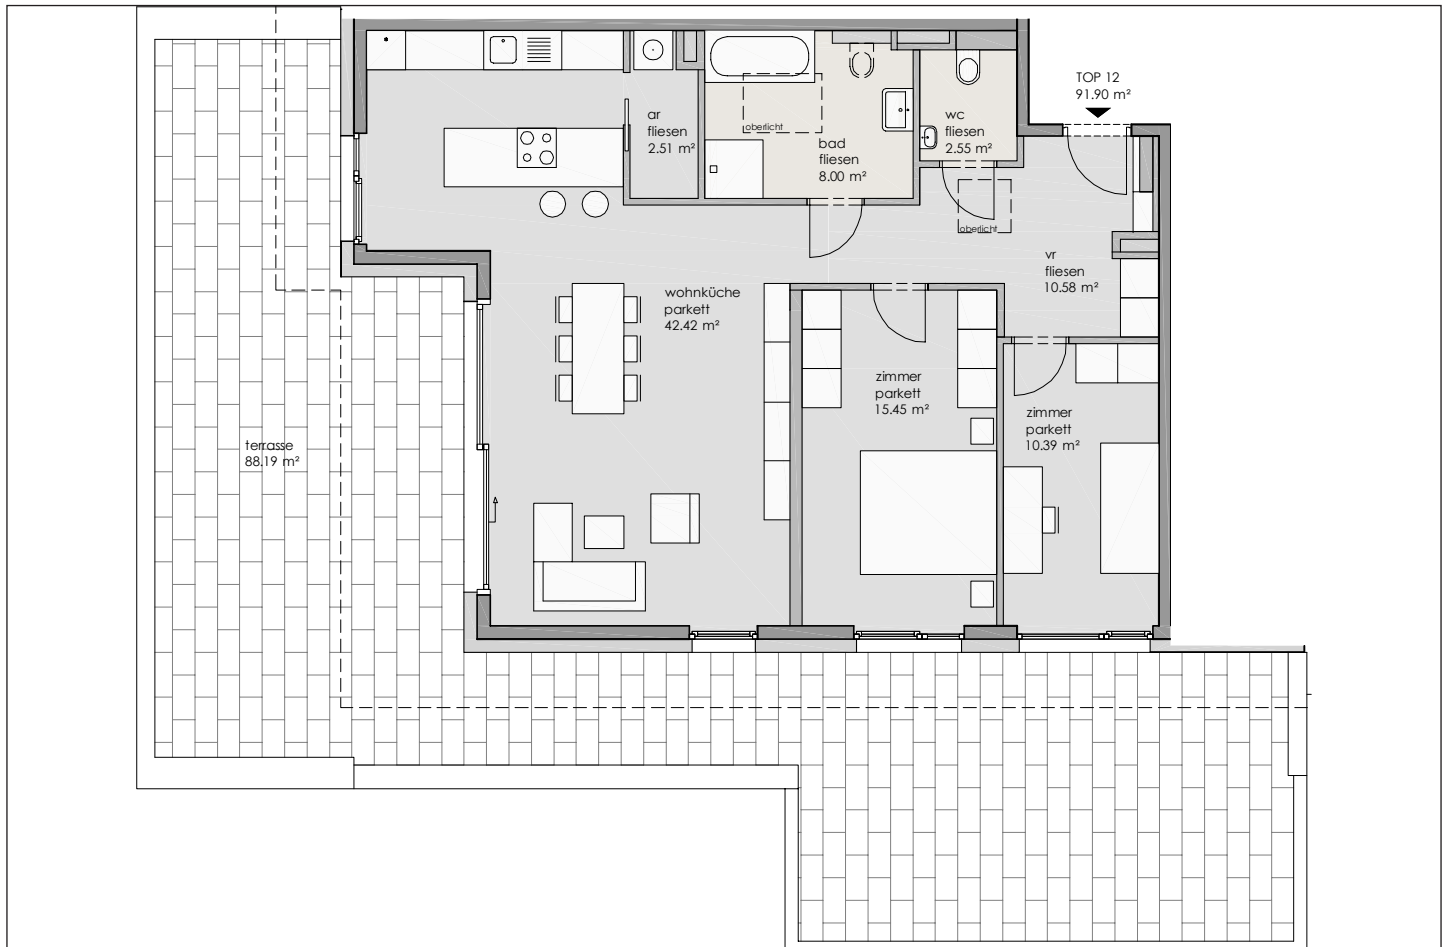 TOP 12
91.90 m²
ar
fliesen
2.51 m²
oberlicht
bad
fliesen
8.00 m²
wc
fliesen
2.55 m²
oberlicht
vr
fliesen
10.58 m²
wohnküche
parkett
42.42 m²
zimmer
parkett
15.45 m²
zimmer
parkett
10.39 m²
terrasse
88.19 m²